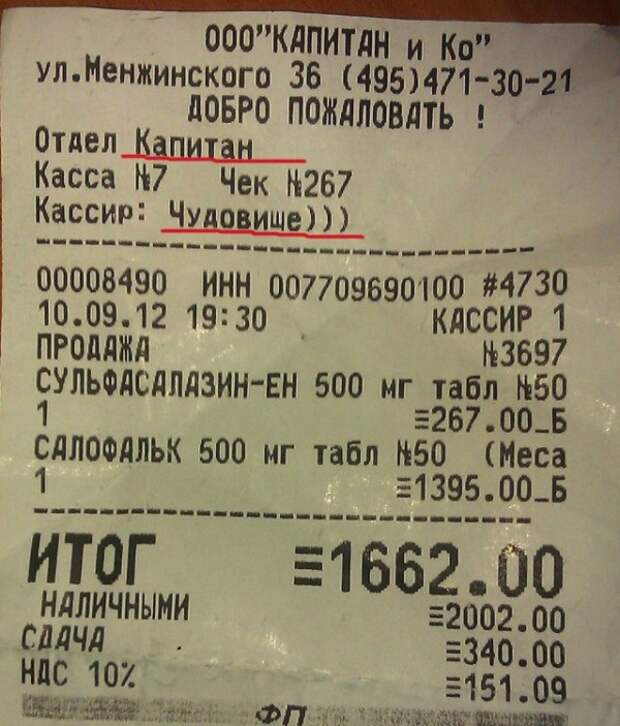 ООО"КАПИТАН и Ко"
ул.Менжинского 36 (495)471-30-21
ДОБРО ПОЖАЛОВАТЬ !
Отдел Капитан
Касса №7 Чек №267
Кассир: Чудовище)))
00008490 ИНН 007709690100 #4730
10.09.12 19:30 КАССИР 1
ПРОДАЖА №3697
СУЛЬФАСАЛАЗИН-ЕН 500 мг табл №50
1 ≡267.00_Б
САЛОФАЛЬК 500 мг табл №50 (Меса
1 ≡1395.00_Б
ИТОГ ≡1662.00
НАЛИЧНЫМИ ≡2002.00
СДАЧА ≡340.00
НДС 10% ≡151.09
ФП